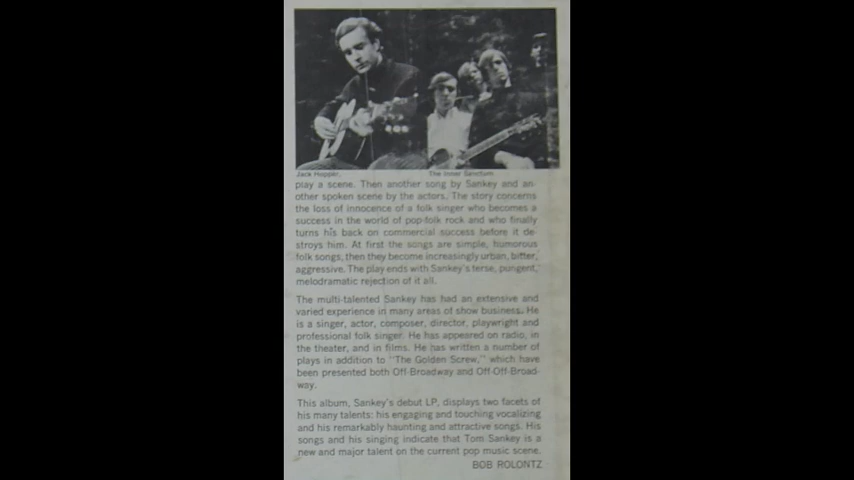 Jack Hopper. The Inner Sanctum
play a scene. Then another song by Sankey and an-
other spoken scene by the actors. The story concerns
the loss of innocence of a folk singer who becomes a
success in the world of pop-folk rock and who finally
turns his back on commercial success before it de-
stroys him. At first the songs are simple, humorous
folk songs, then they become increasingly urban, bitter,
aggressive. The play ends with Sankey's terse, pungent,
melodramatic rejection of it all.
The multi-talented Sankey has had an extensive and
varied experience in many areas of show business. He
is a singer, actor, composer, director, playwright and
professional folk singer. He has appeared on radio, in
the theater, and in films. He has written a number of
plays in addition to "The Golden Screw," which have
been presented both Off-Broadway and Off-Off-Broad-
way.
This album, Sankey's debut LP, displays two facets of
his many talents: his engaging and touching vocalizing
and his remarkably haunting and attractive songs. His
songs and his singing indicate that Tom Sankey is a
new and major talent on the current pop music scene.
BOB ROLONTZ